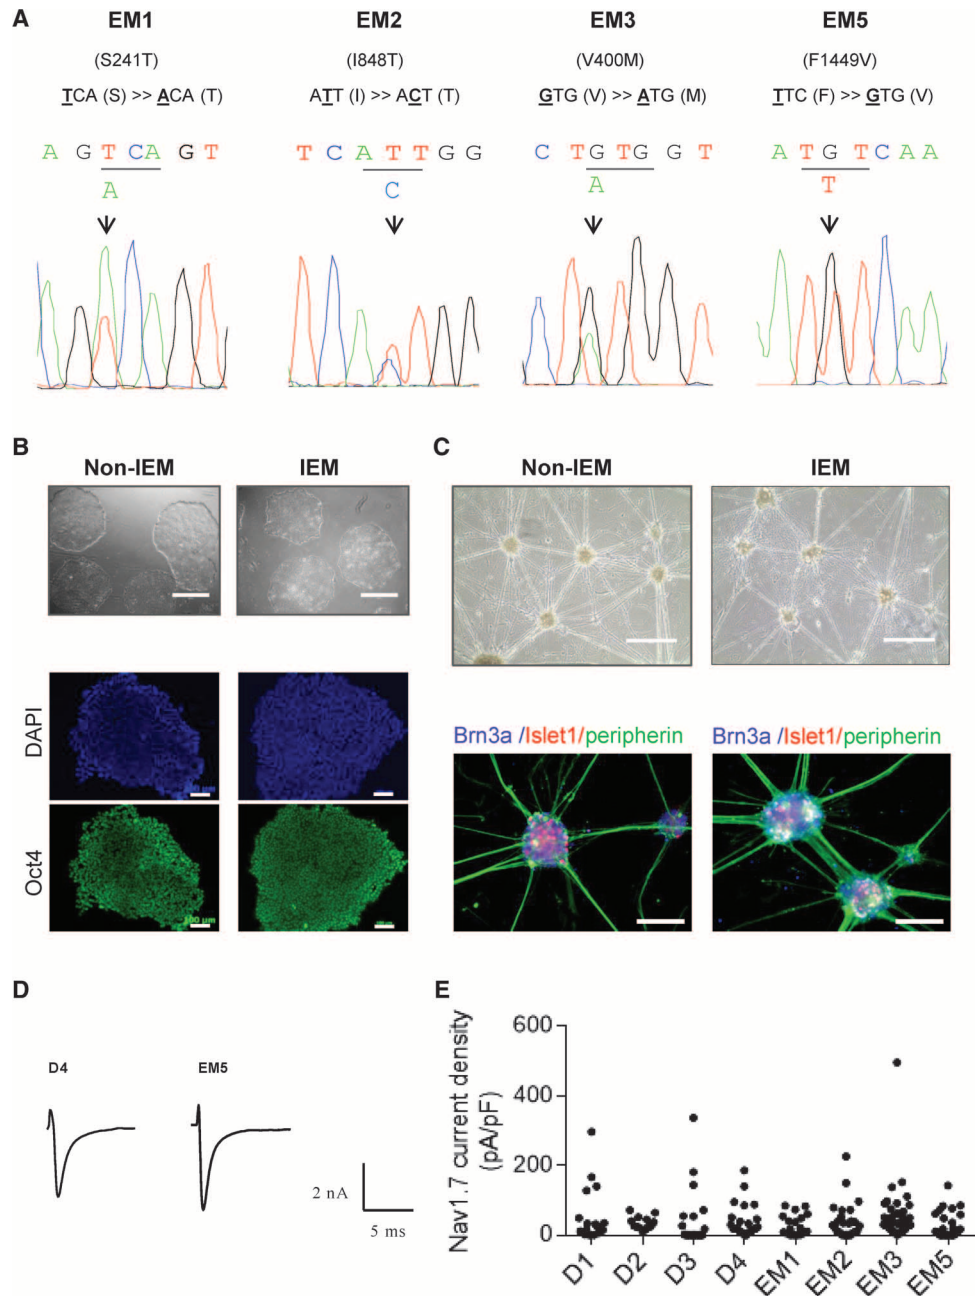 A
EM1 EM2 EM3 EM5
(S241T) (I848T) (V400M) (F1449V)
TCA (S) >> ACA (T) ATT (I) >> ACT (T) GTG (V) >> ATG (M) TTC (F) >> GTG (V)
A G T C A G T T C A T T G G C T G T G G T A T G T C A A
A C A T
B
Non-IEM IEM
DAPI
Oct4
100 µm
C
Non-IEM IEM
Brn3a /Islet1/peripherin Brn3a /Islet1/peripherin
D
D4 EM5
2 nA
5 ms
E
Nav1.7 current density
(pA/pF)
600
400
200
0
D1 D2 D3 D4 EM1 EM2 EM3 EM5